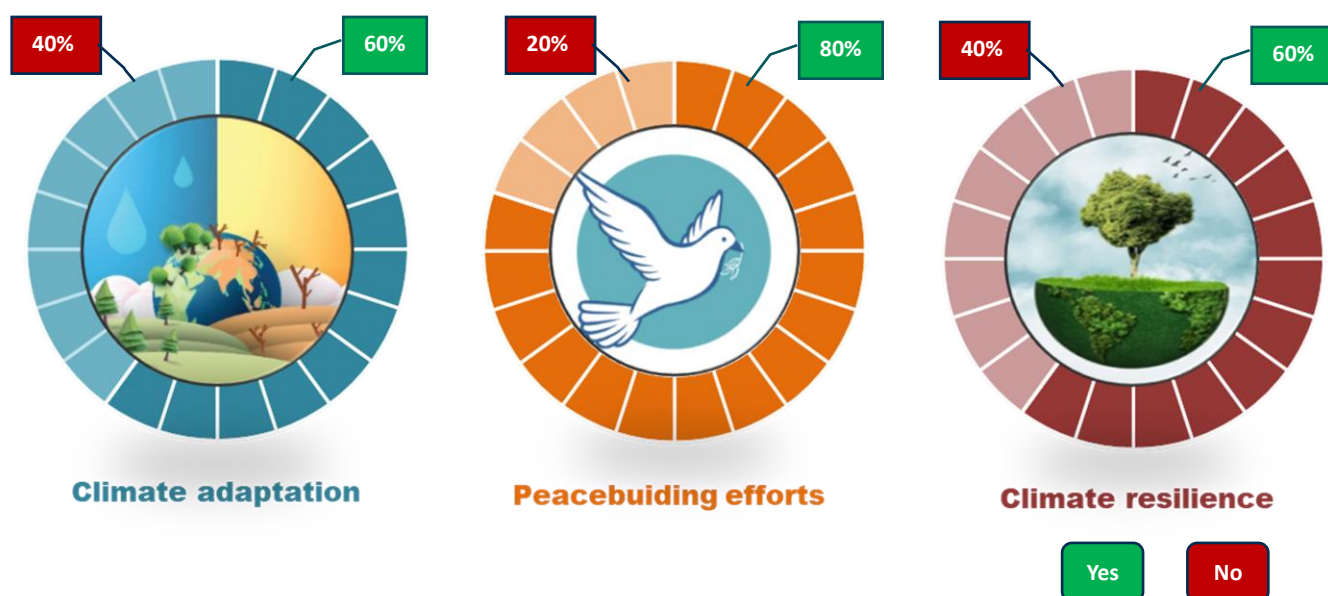 40%
60%
20%
80%
40%
60%
Climate adaptation
Peacebuiding efforts
Climate resilience
Yes
No